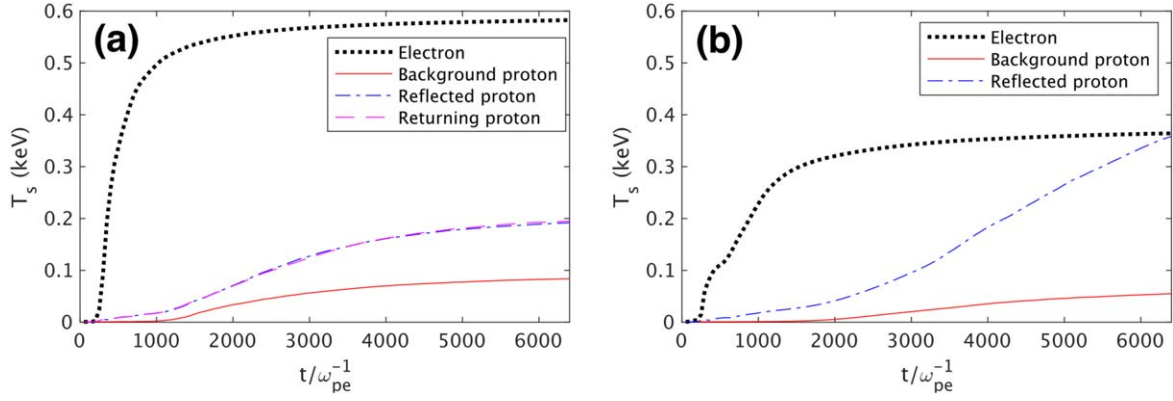 (a)
Electron
Background proton
Reflected proton
Returning proton
T_s (keV)
0.6
0.5
0.4
0.3
0.2
0.1
0
0 1000 2000 3000 4000 5000 6000
t/ω_pe^-1
(b)
Electron
Background proton
Reflected proton
T_s (keV)
0.6
0.5
0.4
0.3
0.2
0.1
0
0 1000 2000 3000 4000 5000 6000
t/ω_pe^-1